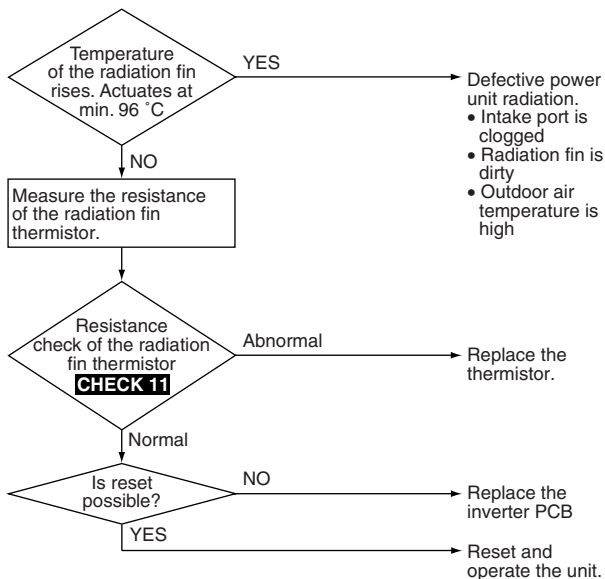 Temperature
of the radiation fin
rises. Actuates at
min. 96 ˚C
YES
Defective power
unit radiation.
• Intake port is
clogged
• Radiation fin is
dirty
• Outdoor air
temperature is
high
NO
Measure the resistance
of the radiation fin
thermistor.
Resistance
check of the radiation
fin thermistor
CHECK 11
Abnormal
Replace the
thermistor.
Normal
Is reset
possible?
NO
Replace the
inverter PCB
YES
Reset and
operate the unit.